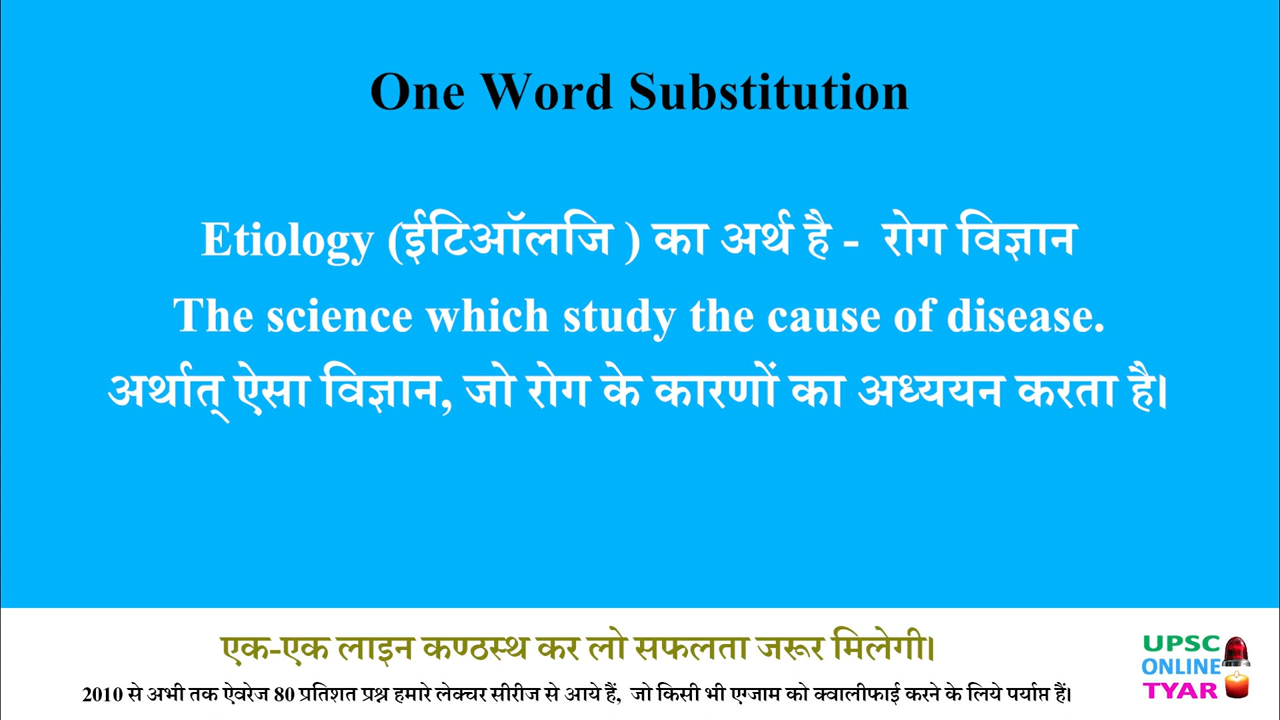 One Word Substitution
Etiology (ईटिऑलजि ) का अर्थ है - रोग विज्ञान
The science which study the cause of disease.
अर्थात् ऐसा विज्ञान, जो रोग के कारणों का अध्ययन करता है।
एक-एक लाइन कण्ठस्थ कर लो सफलता जरूर मिलेगी।
2010 से अभी तक ऐवरेज 80 प्रतिशत प्रश्न हमारे लेक्चर सीरीज से आये हैं, जो किसी भी एग्जाम को क्वालीफाई करने के लिये पर्याप्त हैं।
UPSC
ONLINE
TYAR